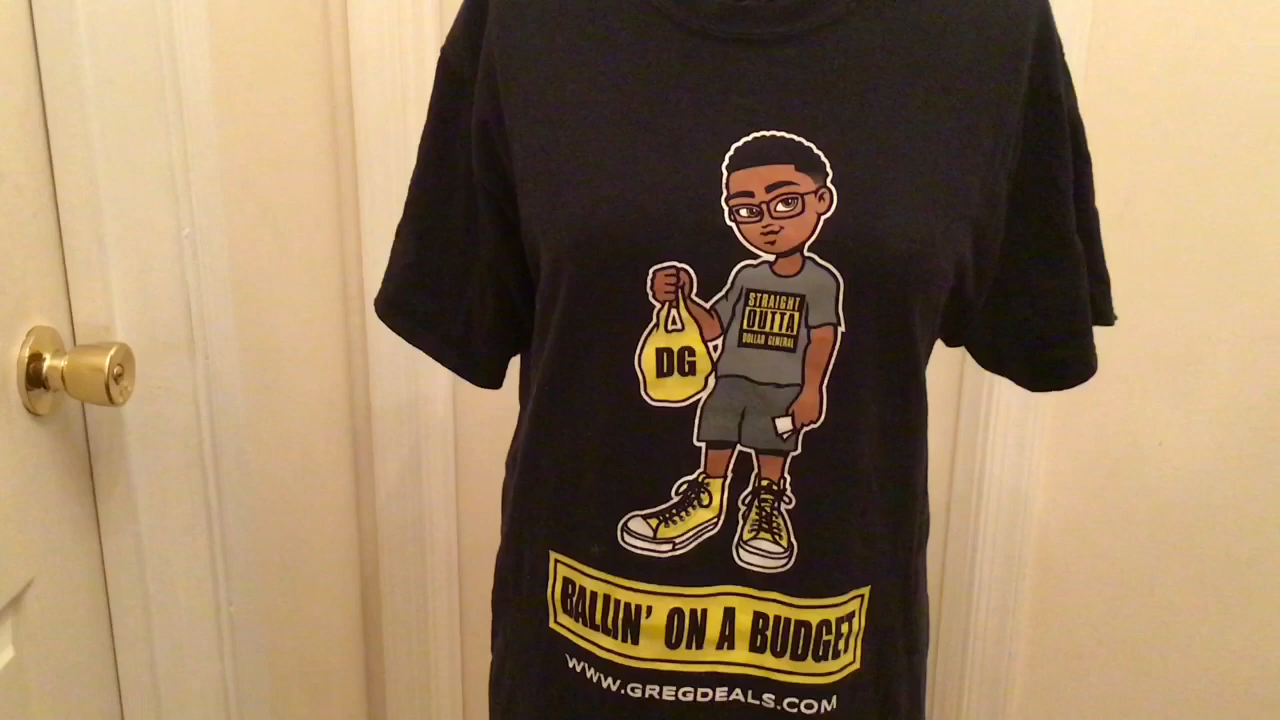 STRAIGHT
OUTTA
DOLLAR GENERAL
DG
BALLIN' ON A BUDGET
WWW.GREGDEALS.COM